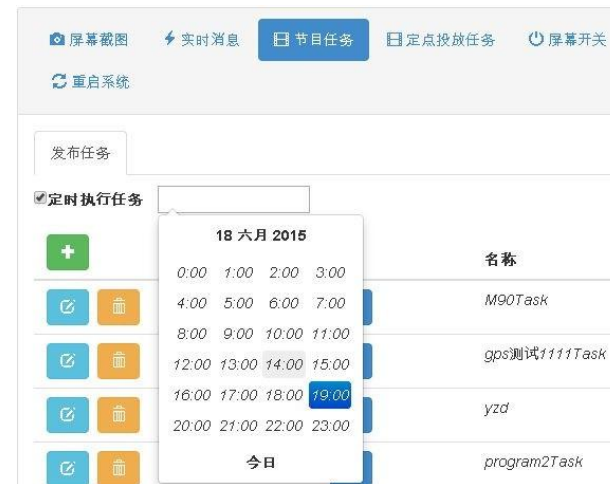 屏幕截图 实时消息 节目任务 定点投放任务 屏幕开关
重启系统
发布任务
定时执行任务
18 六月 2015
名称
0:00 1:00 2:00 3:00
M90Task
4:00 5:00 6:00 7:00
8:00 9:00 10:00 11:00
gps测试1111Task
12:00 13:00 14:00 15:00
16:00 17:00 18:00 19:00
yzd
20:00 21:00 22:00 23:00
今日
program2Task